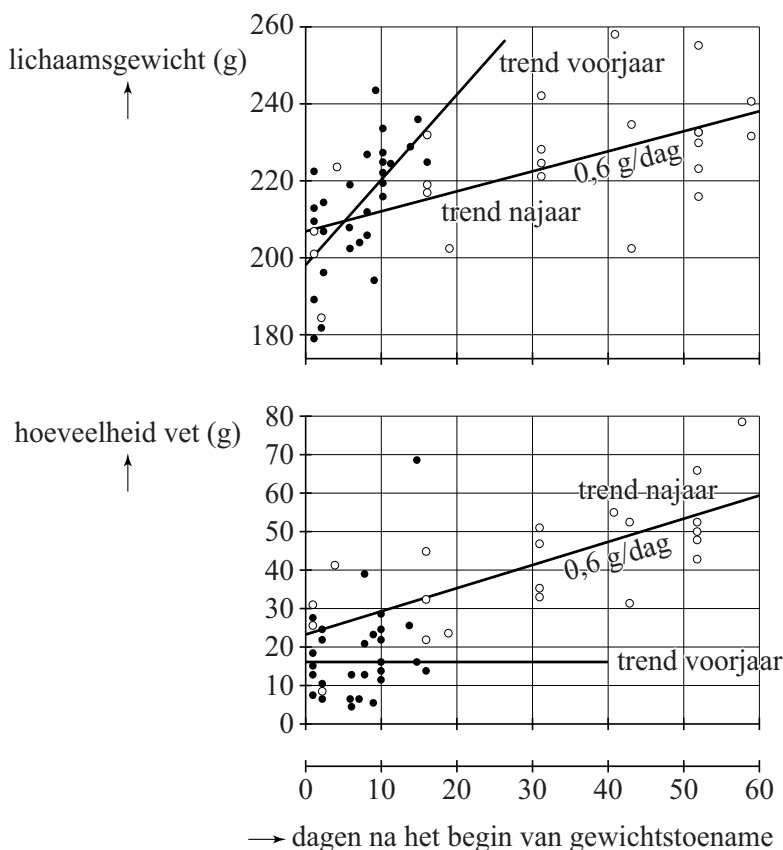 260
lichaamsgewicht (g)
trend voorjaar
240
0,6 g/dag
220
trend najaar
200
180
80
hoeveelheid vet (g)
70
60
trend najaar
50
0,6 g/dag
40
30
20
trend voorjaar
10
0
0 10 20 30 40 50 60
dagen na het begin van gewichtstoename